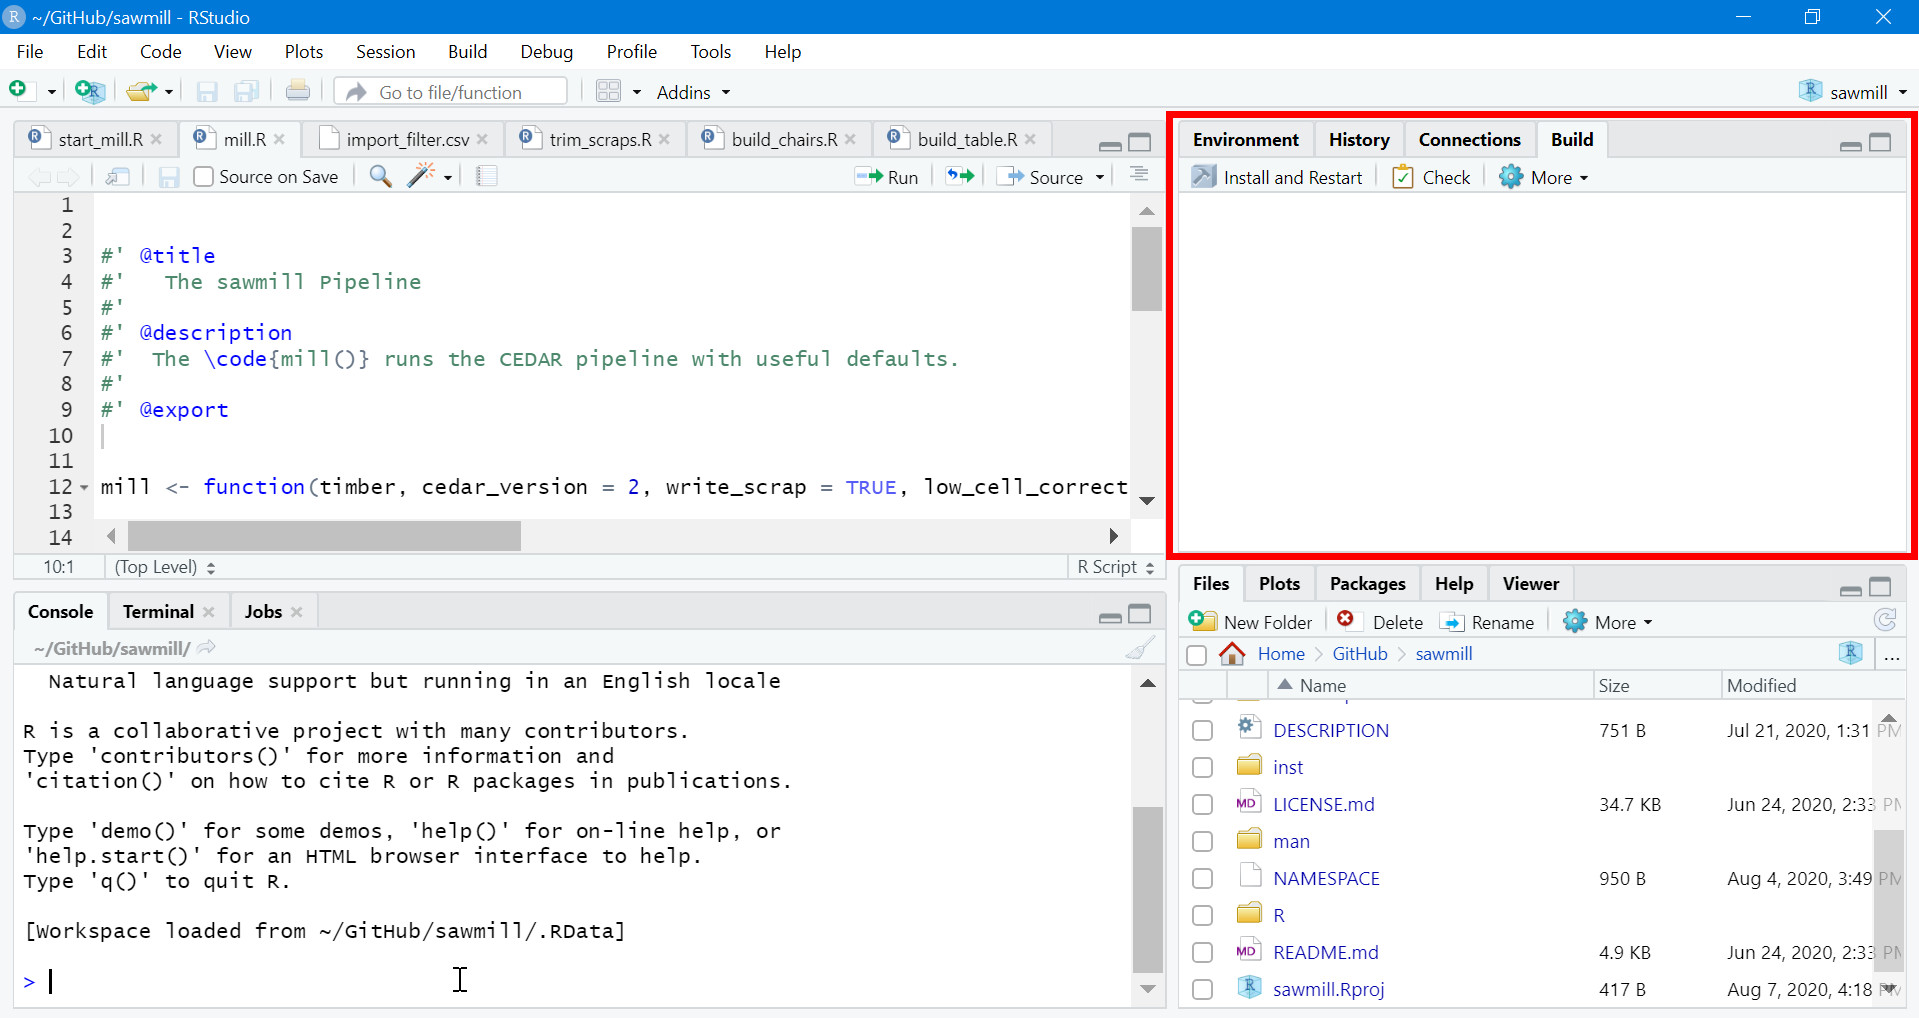 R ~/GitHub/sawmill - RStudio
File Edit Code View Plots Session Build Debug Profile Tools Help
Go to file/function Addins sawmill
start_mill.R mill.R import_filter.csv trim_scraps.R build_chairs.R build_table.R
Source on Save Run Source
1
2
3 #' @title
4 #'   The sawmill Pipeline
5 #'
6 #' @description
7 #'  The \code{mill()} runs the CEDAR pipeline with useful defaults.
8 #'
9 #' @export
10
11
12 mill <- function(timber, cedar_version = 2, write_scrap = TRUE, low_cell_correct
13
14
10:1 (Top Level) R Script
Console Terminal Jobs
~/GitHub/sawmill/
Natural language support but running in an English locale
R is a collaborative project with many contributors.
Type 'contributors()' for more information and
'citation()' on how to cite R or R packages in publications.
Type 'demo()' for some demos, 'help()' for on-line help, or
'help.start()' for an HTML browser interface to help.
Type 'q()' to quit R.
[Workspace loaded from ~/GitHub/sawmill/.RData]
>
Environment History Connections Build
Install and Restart Check More
Files Plots Packages Help Viewer
New Folder Delete Rename More
Home GitHub sawmill ...
Name Size Modified
DESCRIPTION 751 B Jul 21, 2020, 1:31 PM
inst
MD LICENSE.md 34.7 KB Jun 24, 2020, 2:33 PM
man
NAMESPACE 950 B Aug 4, 2020, 3:49 PM
R
MD README.md 4.9 KB Jun 24, 2020, 2:33 PM
sawmill.Rproj 417 B Aug 7, 2020, 4:18 PM